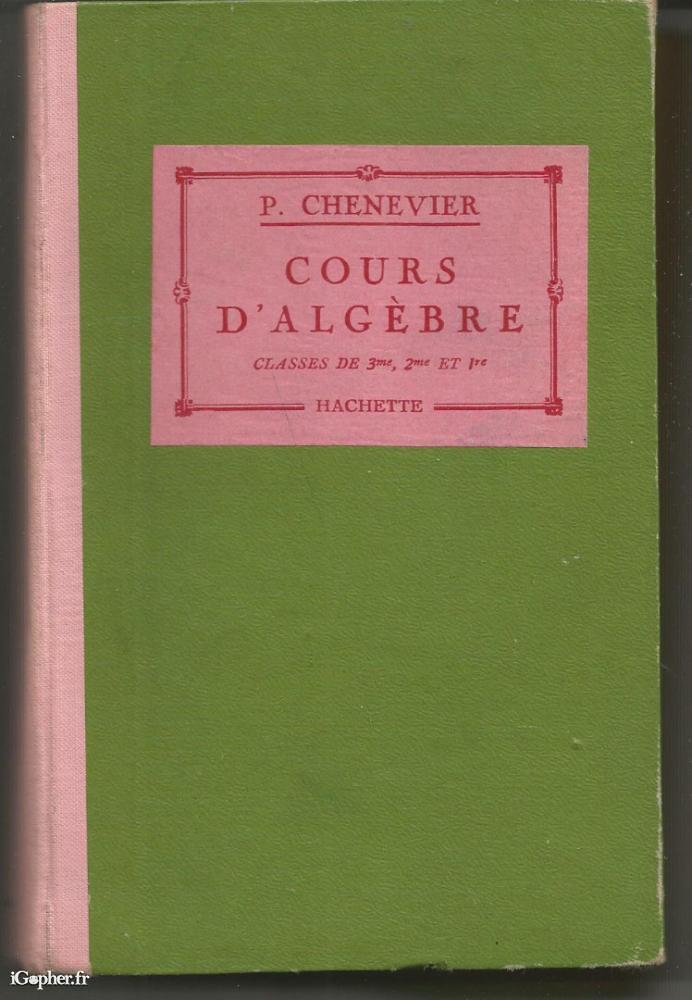 P. CHENEVIER
COURS
D'ALGÈBRE
CLASSES DE 3me, 2me ET 1re
HACHETTE
iGopher.fr